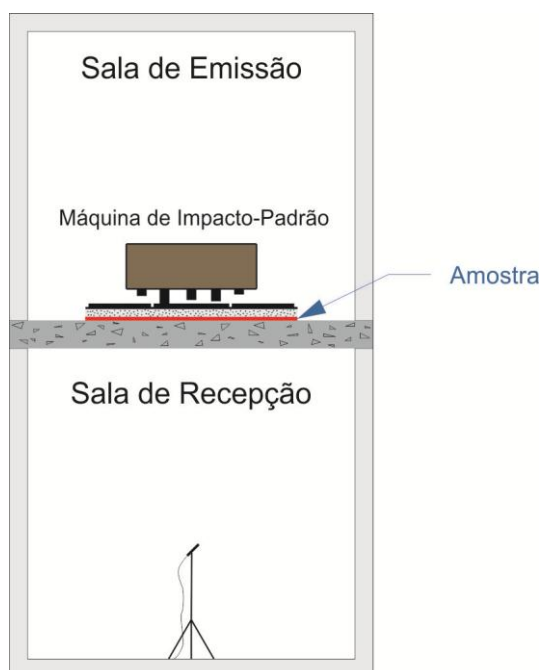 Sala de Emissão
Máquina de Impacto-Padrão
Amostra
Sala de Recepção